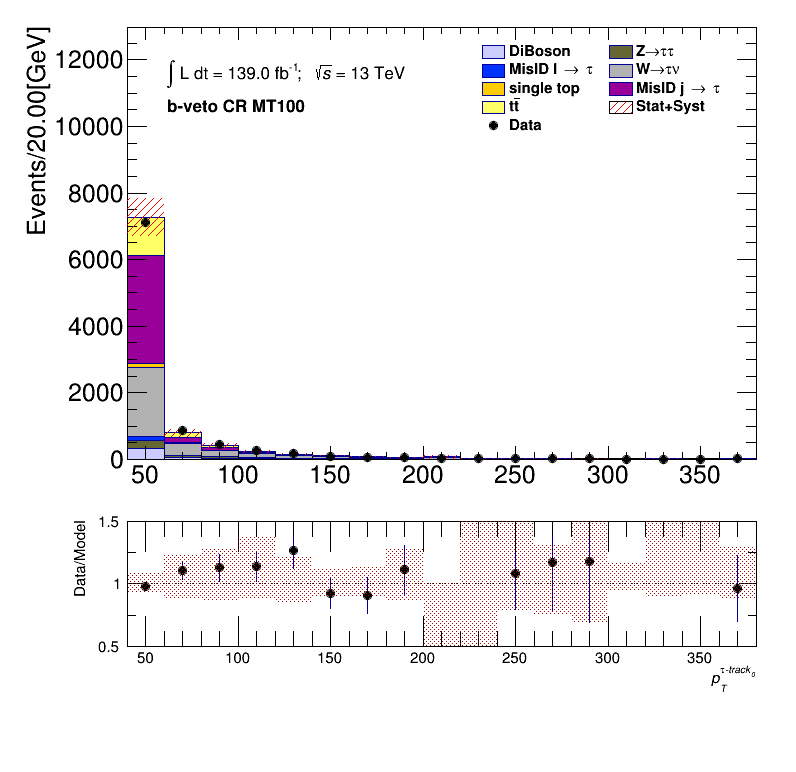 ∫ L dt = 139.0 fb⁻¹; √s = 13 TeV
b-veto CR MT100
DiBoson
MisID l → τ
single top
tt̄
Data
Z→ττ
W→τν
MisID j → τ
Stat+Syst
Events/20.00[GeV]
12000
10000
8000
6000
4000
2000
0
50 100 150 200 250 300 350
Data/Model
1.5
1
0.5
50 100 150 200 250 300 350
p_T^{τ-track_0}